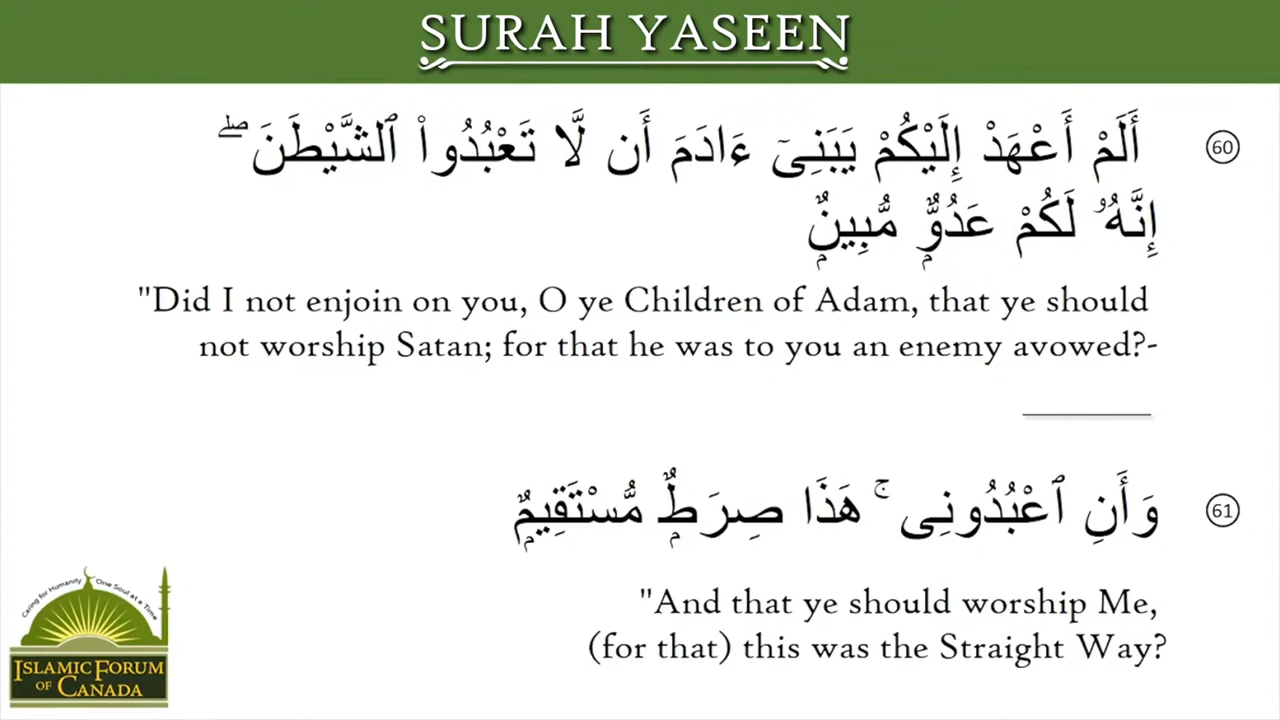 SURAH YASEEN
أَلَمْ أَعْهَدْ إِلَيْكُمْ يَٰبَنِىٓ ءَادَمَ أَن لَّا تَعْبُدُوا۟ ٱلشَّيْطَٰنَ ۖ
60
إِنَّهُۥ لَكُمْ عَدُوٌّ مُّبِينٌ
"Did I not enjoin on you, O ye Children of Adam, that ye should
not worship Satan; for that he was to you an enemy avowed?-
وَأَنِ ٱعْبُدُونِى ۚ هَٰذَا صِرَٰطٌ مُّسْتَقِيمٌ
61
"And that ye should worship Me,
(for that) this was the Straight Way?
Caring for Humanity One Soul at a Time
ISLAMIC FORUM
OF CANADA